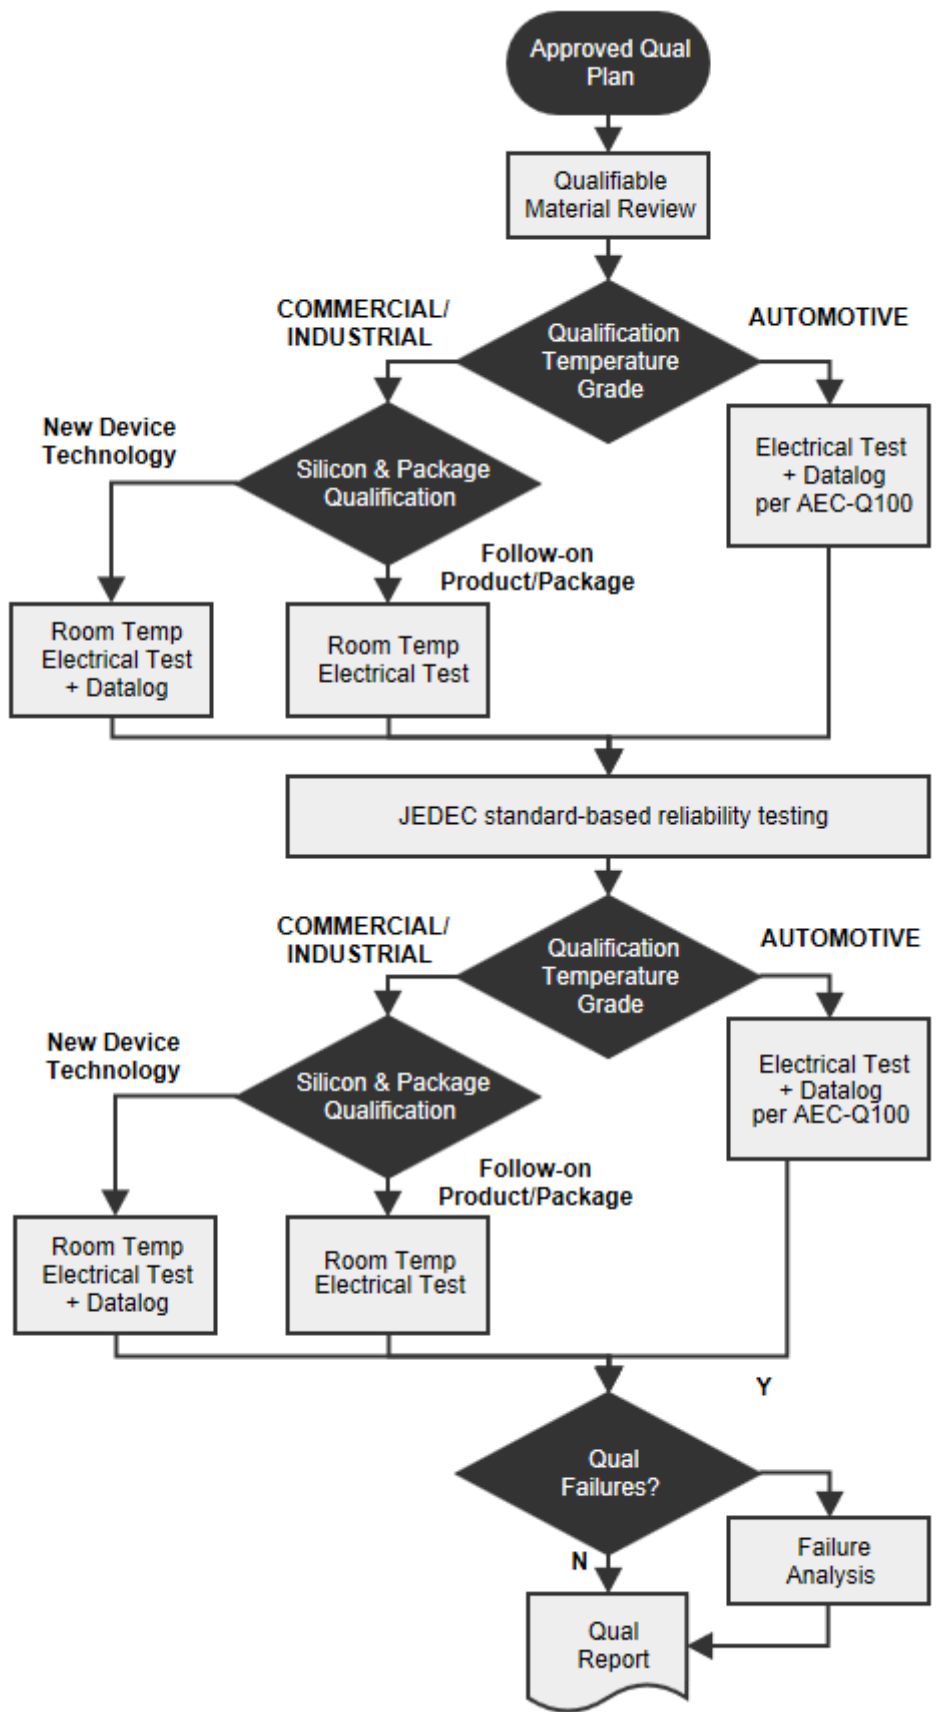 Approved Qual
Plan
Qualifiable
Material Review
COMMERCIAL/
INDUSTRIAL
Qualification
Temperature
Grade
AUTOMOTIVE
New Device
Technology
Silicon & Package
Qualification
Electrical Test
+ Datalog
per AEC-Q100
Follow-on
Product/Package
Room Temp
Electrical Test
+ Datalog
Room Temp
Electrical Test
JEDEC standard-based reliability testing
COMMERCIAL/
INDUSTRIAL
Qualification
Temperature
Grade
AUTOMOTIVE
New Device
Technology
Silicon & Package
Qualification
Electrical Test
+ Datalog
per AEC-Q100
Follow-on
Product/Package
Room Temp
Electrical Test
+ Datalog
Room Temp
Electrical Test
Y
Qual
Failures?
N
Failure
Analysis
Qual
Report